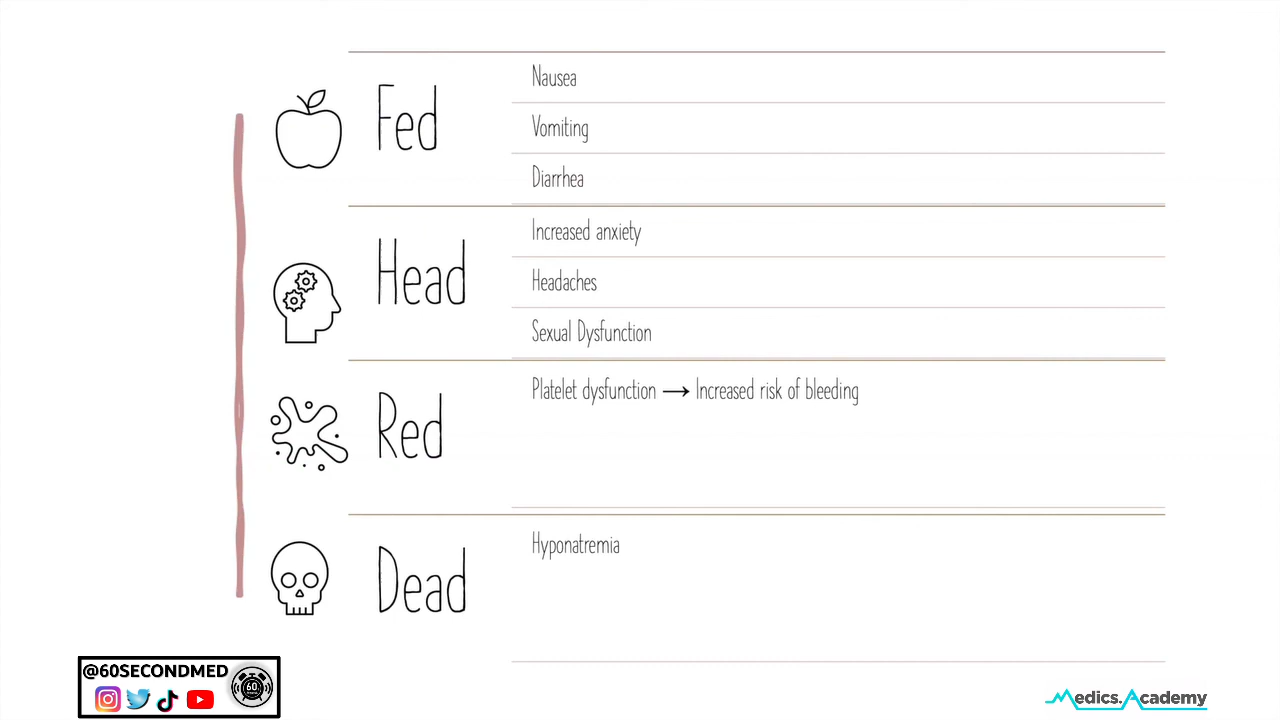 Fed
Nausea
Vomiting
Diarrhea
Head
Increased anxiety
Headaches
Sexual Dysfunction
Red
Platelet dysfunction → Increased risk of bleeding
Dead
Hyponatremia
@60SECONDMED
60
Medics.Academy